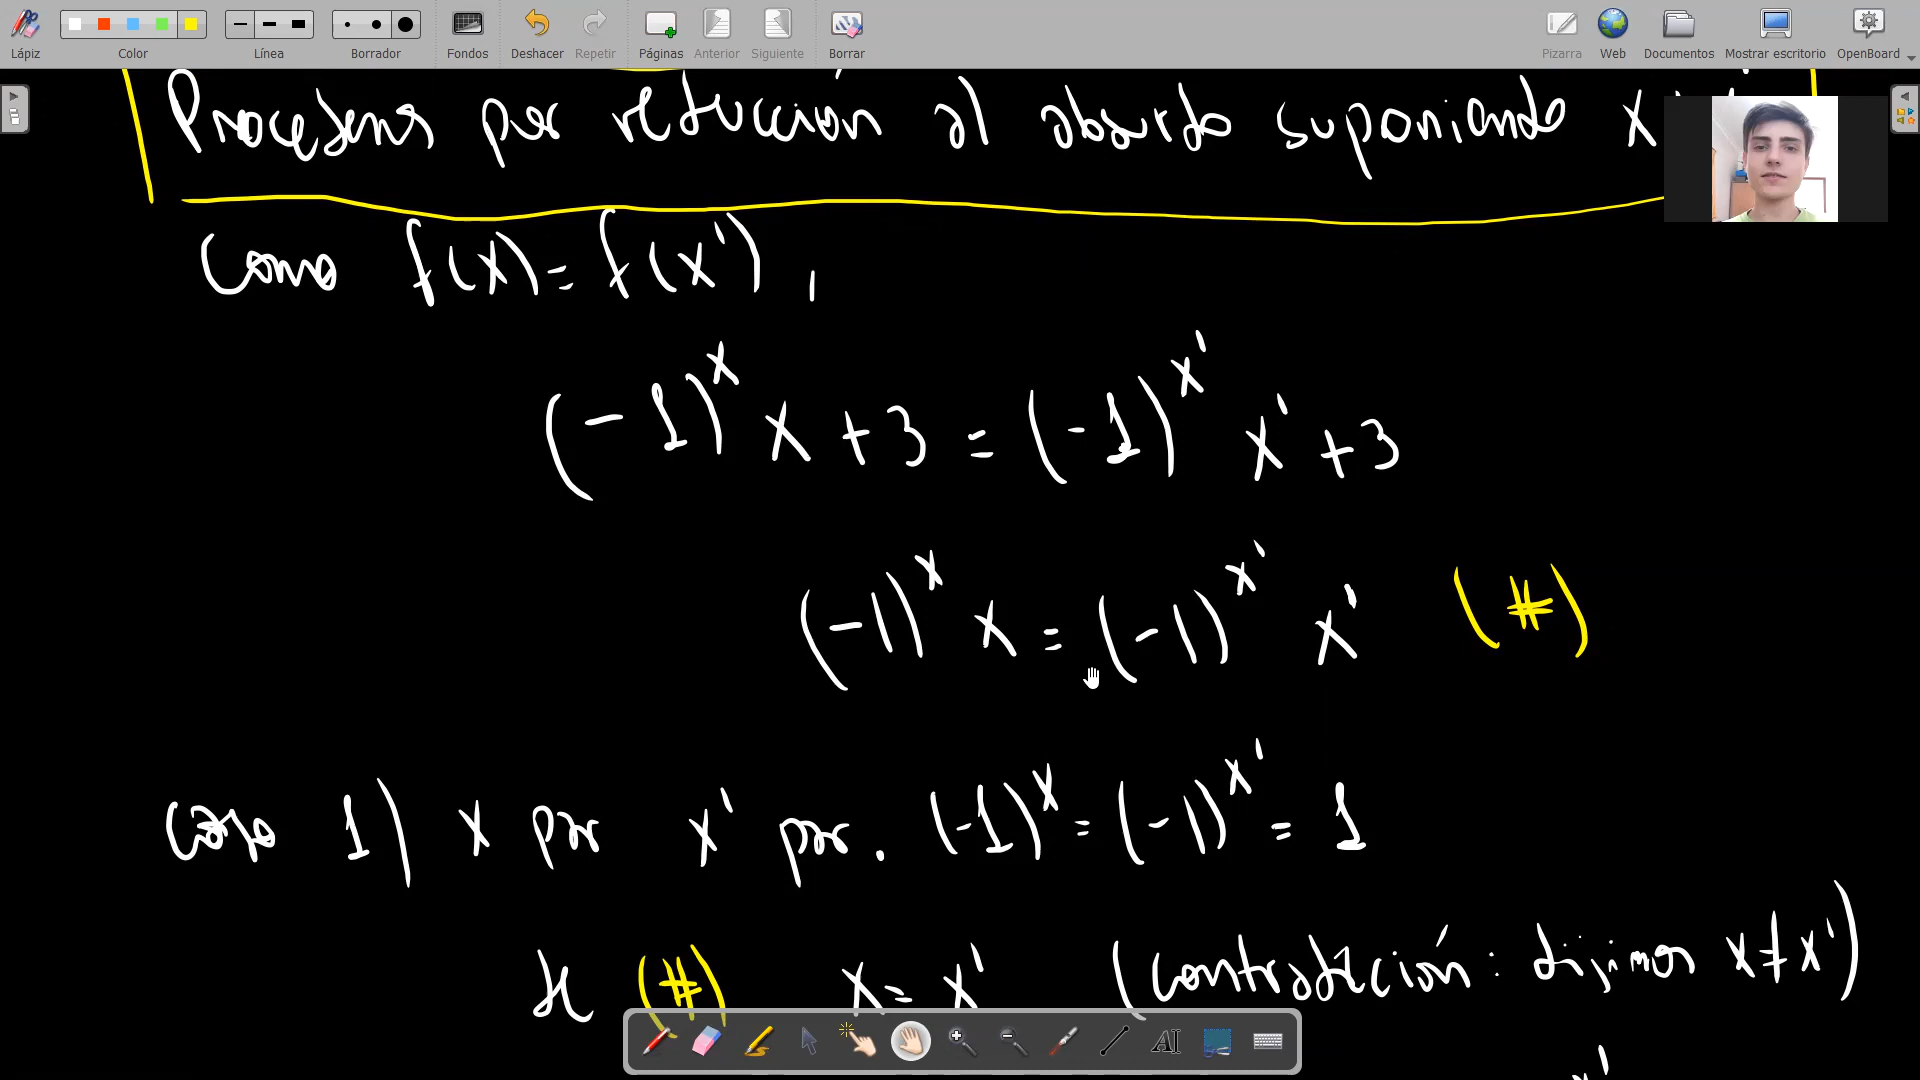 Lápiz Color Línea Borrador Fondos Deshacer Repetir Páginas Anterior Siguiente Borrar Pizarra Web Documentos Mostrar escritorio OpenBoard
Procedens por reducción al absurdo suponiendo x
Como f(x) = f(x') ,
(-1)^x x + 3 = (-1)^x' x' + 3
(-1)^x x = (-1)^x' x' (#)
Caso 1) x par x' par. (-1)^x = (-1)^x' = 1
(#) x = x' (contradicción: dijimos x ≠ x')
AI